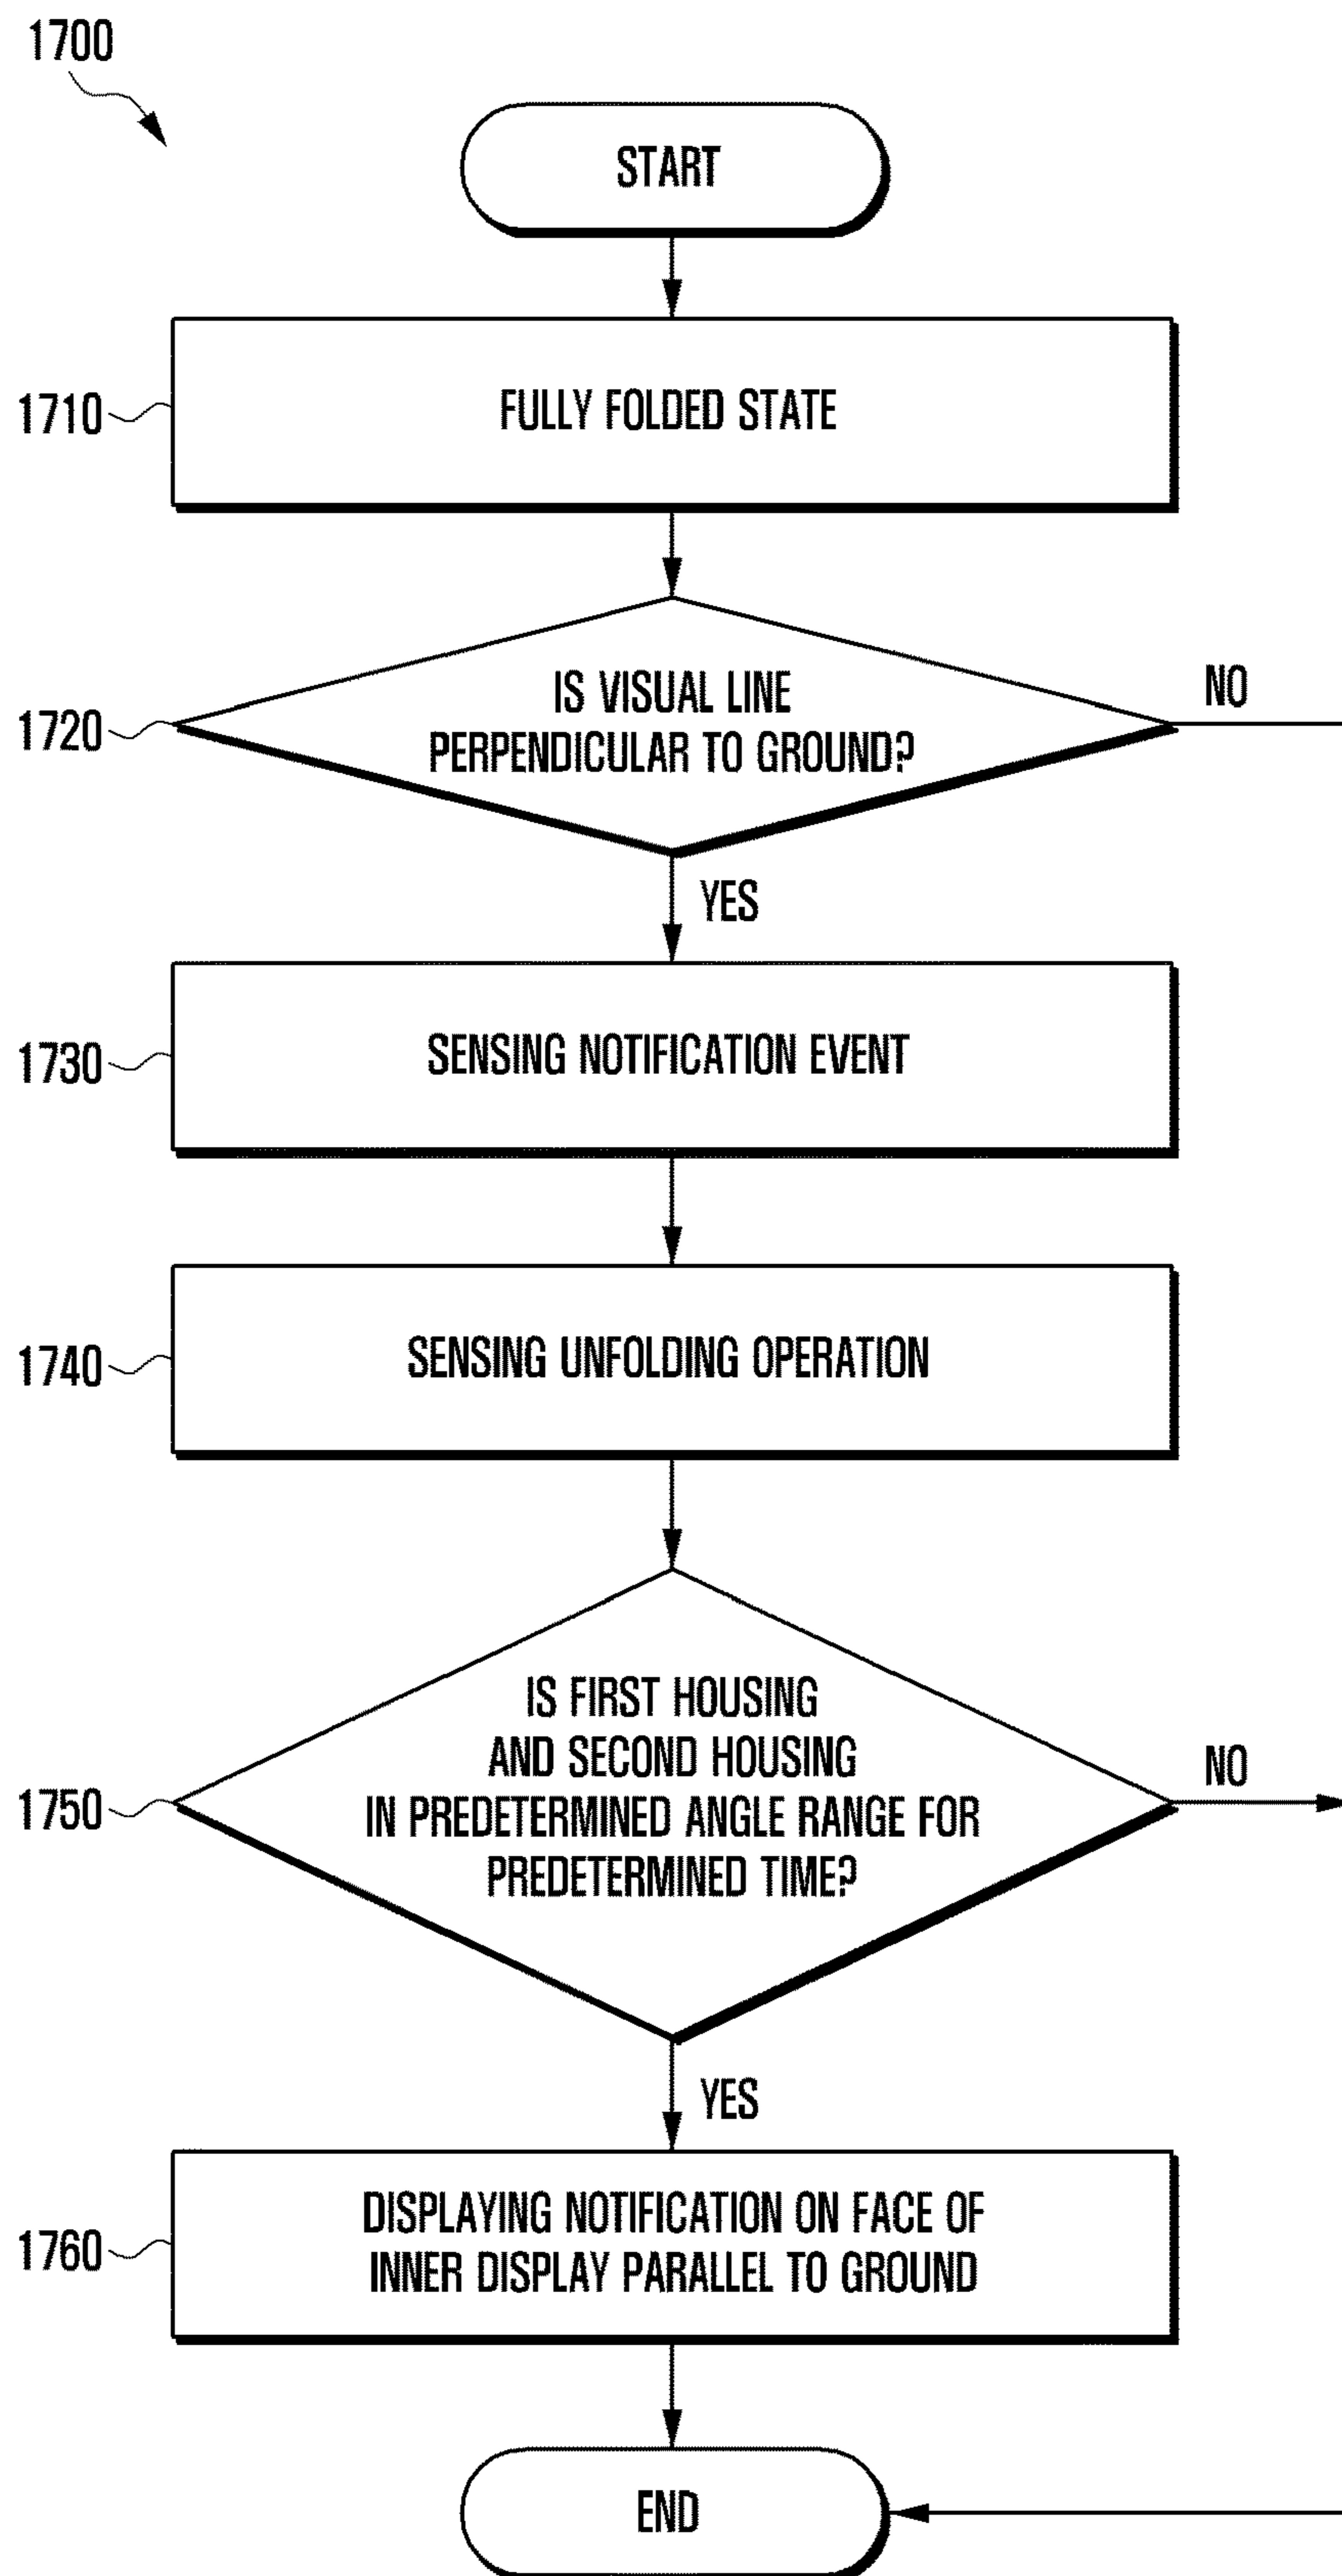 1700
START
1710
FULLY FOLDED STATE
1720
IS VISUAL LINE
PERPENDICULAR TO GROUND?
NO
YES
1730
SENSING NOTIFICATION EVENT
1740
SENSING UNFOLDING OPERATION
1750
IS FIRST HOUSING
AND SECOND HOUSING
IN PREDETERMINED ANGLE RANGE FOR
PREDETERMINED TIME?
NO
YES
1760
DISPLAYING NOTIFICATION ON FACE OF
INNER DISPLAY PARALLEL TO GROUND
END